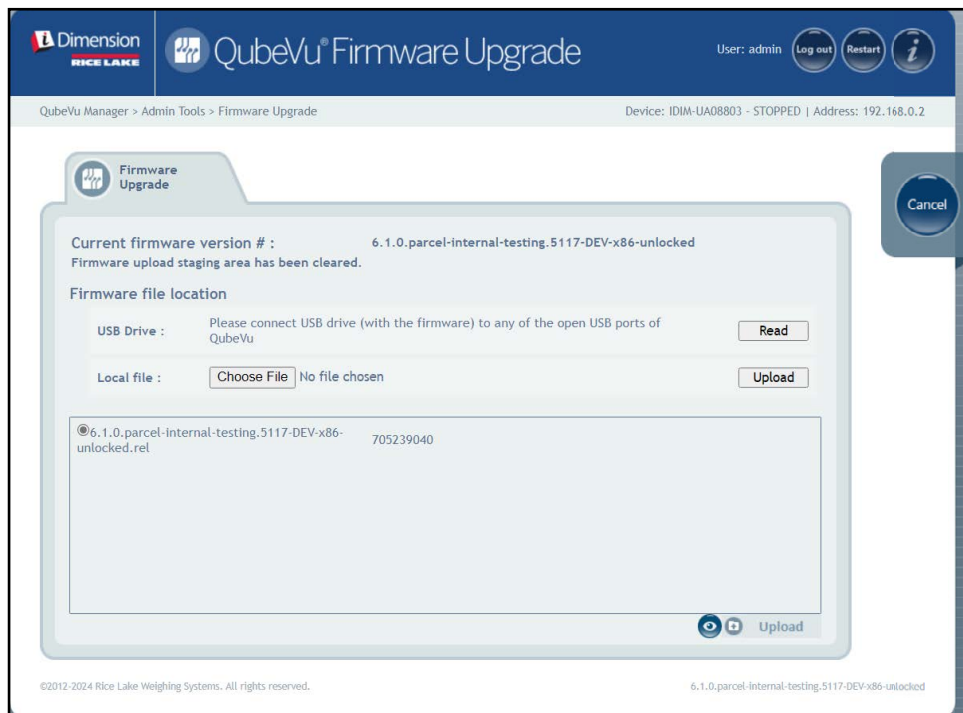 Dimension
RICE LAKE
QubeVu® Firmware Upgrade
User: admin
Log out
Restart
i
QubeVu Manager > Admin Tools > Firmware Upgrade
Device: IDIM-UA08803 - STOPPED | Address: 192.168.0.2
Firmware
Upgrade
Cancel
Current firmware version # : 6.1.0.parcel-internal-testing.5117-DEV-x86-unlocked
Firmware upload staging area has been cleared.
Firmware file location
USB Drive : Please connect USB drive (with the firmware) to any of the open USB ports of
QubeVu
Read
Local file : Choose File No file chosen Upload
6.1.0.parcel-internal-testing.5117-DEV-x86-
unlocked.rel
705239040
Upload
©2012-2024 Rice Lake Weighing Systems. All rights reserved.
6.1.0.parcel-internal-testing.5117-DEV-x86-unlocked